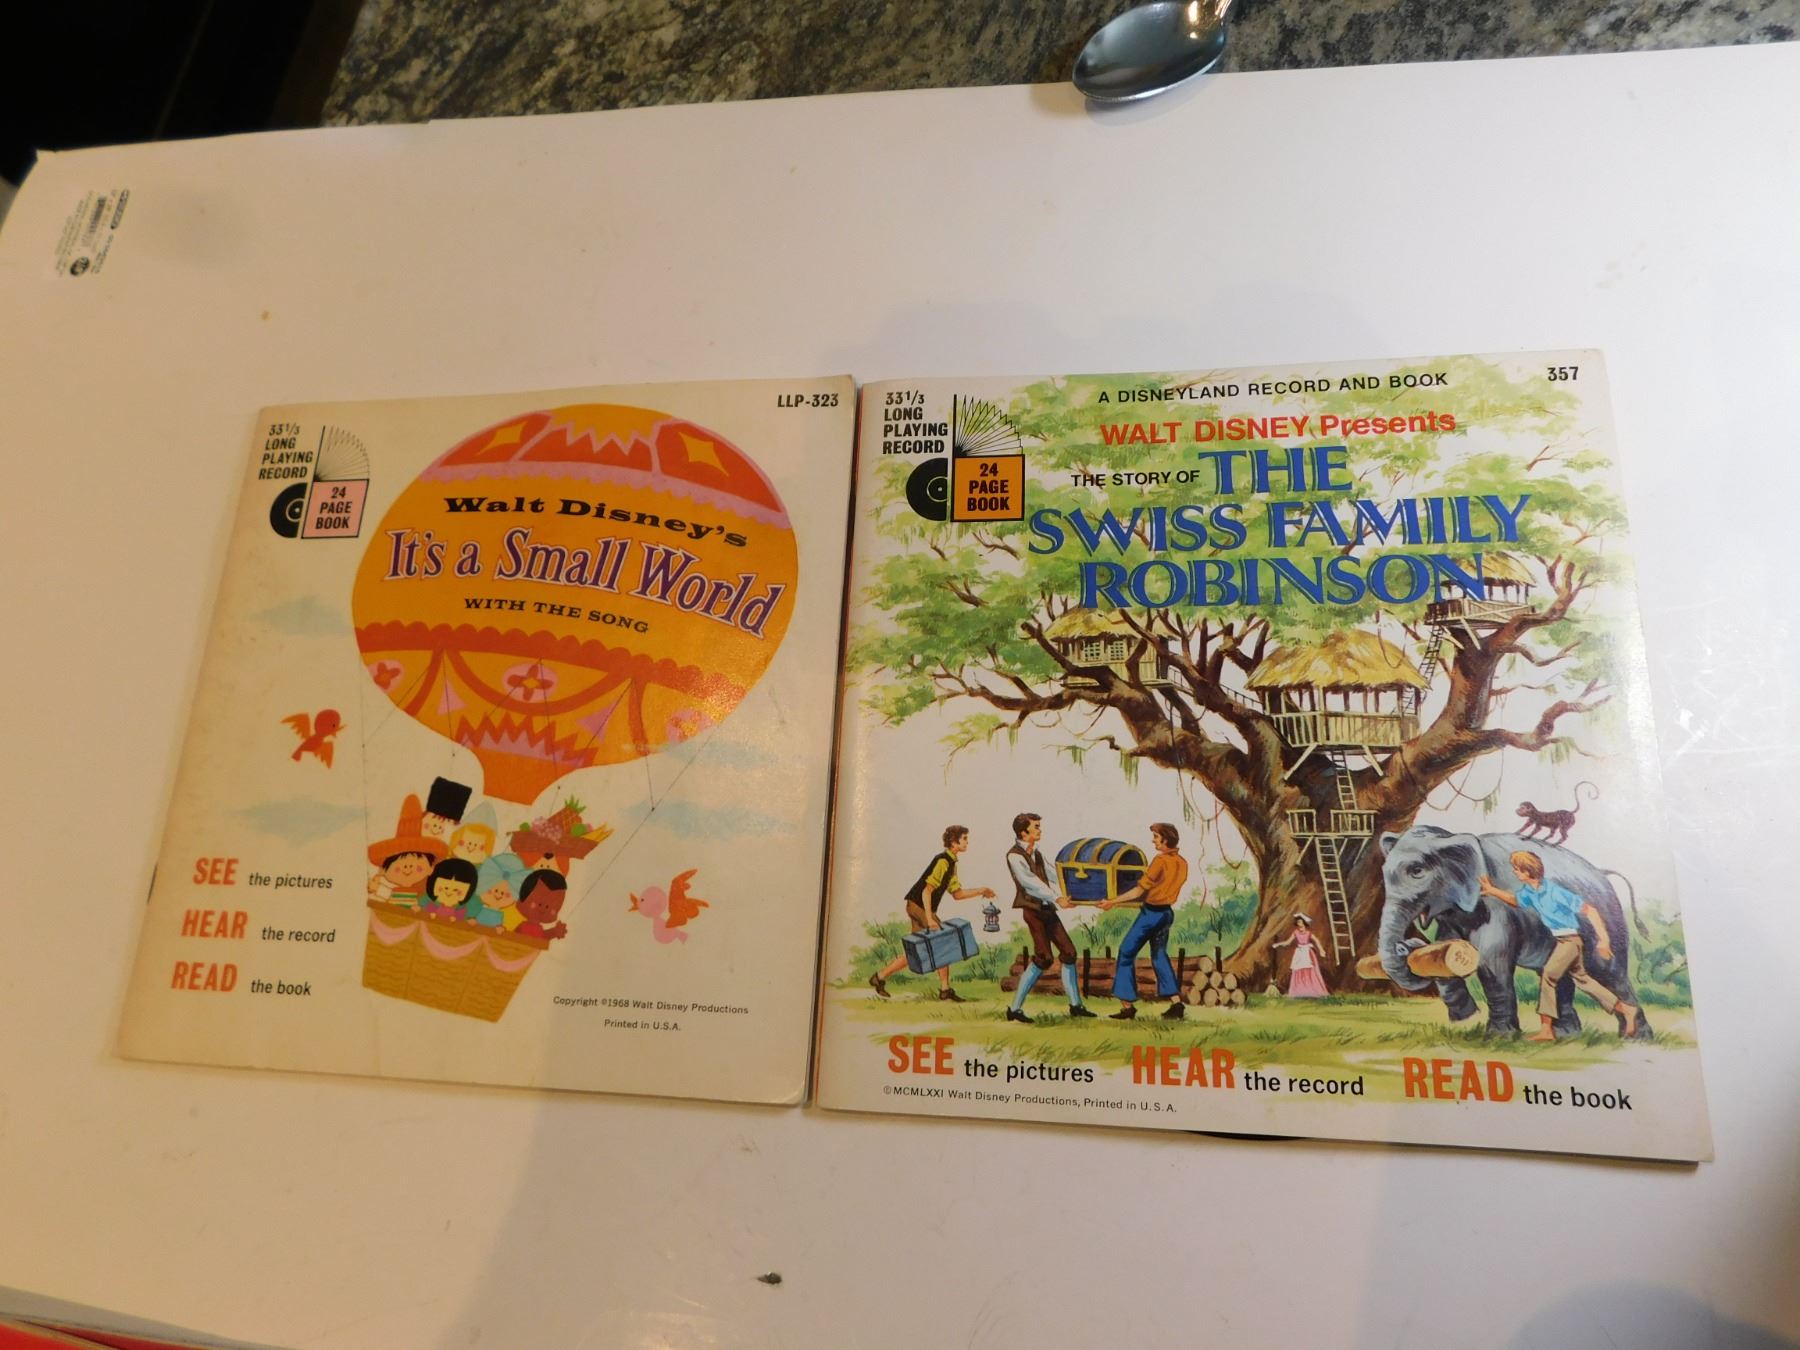 LLP-323
33 1/3
LONG
PLAYING
RECORD
24
PAGE
BOOK
Walt Disney's
It's a Small World
WITH THE SONG
SEE the pictures
HEAR the record
READ the book
Copyright ©1968 Walt Disney Productions
Printed in U.S.A.
357
33 1/3
LONG
PLAYING
RECORD
24
PAGE
BOOK
A DISNEYLAND RECORD AND BOOK
WALT DISNEY Presents
THE STORY OF THE
SWISS FAMILY
ROBINSON
SEE the pictures HEAR the record READ the book
©MCMLXXI Walt Disney Productions, Printed in U.S.A.